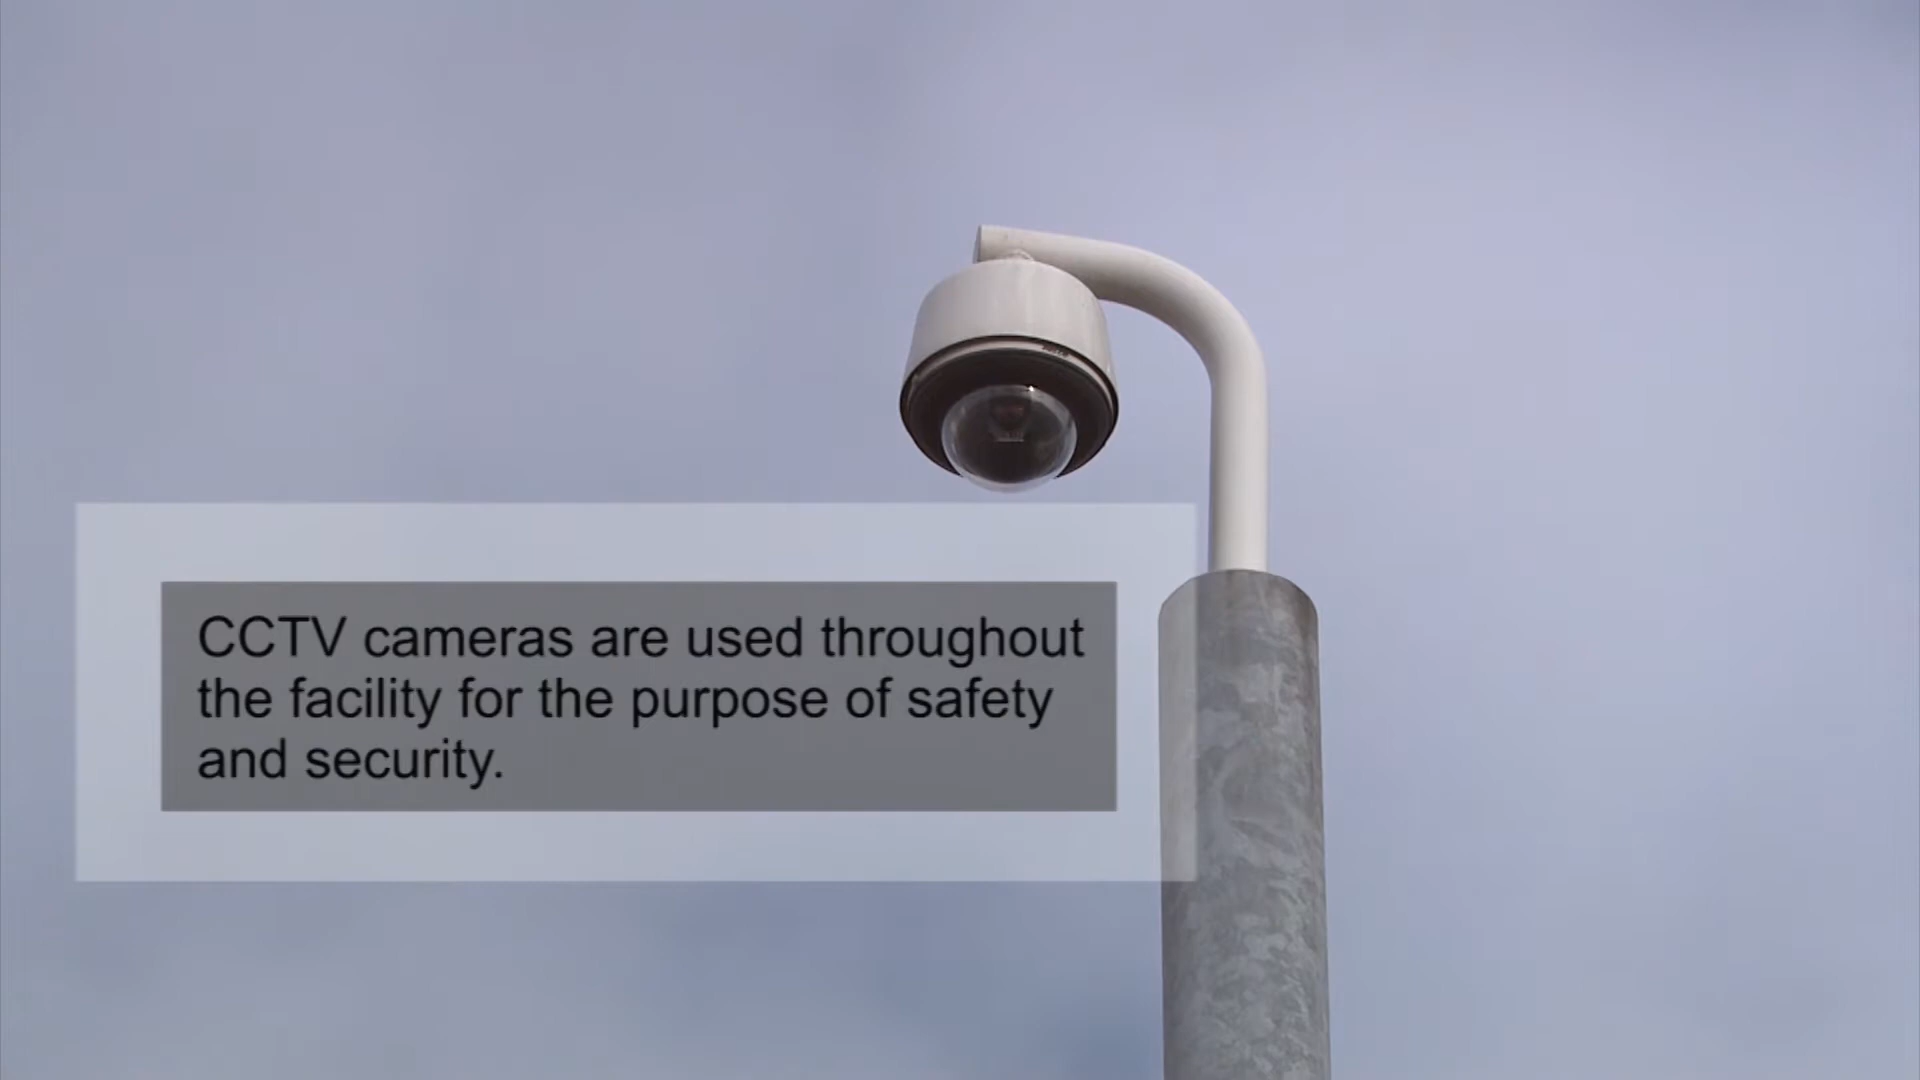 CCTV cameras are used throughout
the facility for the purpose of safety
and security.